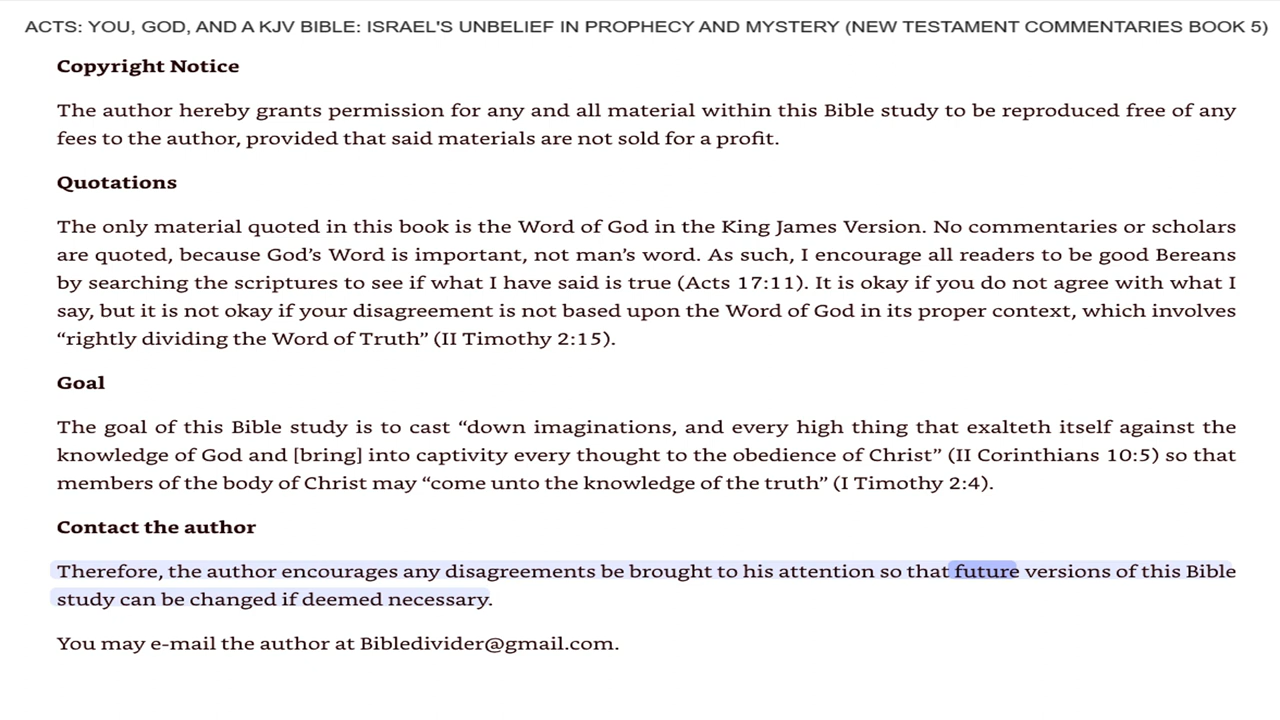 ACTS: YOU, GOD, AND A KJV BIBLE: ISRAEL'S UNBELIEF IN PROPHECY AND MYSTERY (NEW TESTAMENT COMMENTARIES BOOK 5)
Copyright Notice
The author hereby grants permission for any and all material within this Bible study to be reproduced free of any
fees to the author, provided that said materials are not sold for a profit.
Quotations
The only material quoted in this book is the Word of God in the King James Version. No commentaries or scholars
are quoted, because God’s Word is important, not man’s word. As such, I encourage all readers to be good Bereans
by searching the scriptures to see if what I have said is true (Acts 17:11). It is okay if you do not agree with what I
say, but it is not okay if your disagreement is not based upon the Word of God in its proper context, which involves
“rightly dividing the Word of Truth” (II Timothy 2:15).
Goal
The goal of this Bible study is to cast “down imaginations, and every high thing that exalteth itself against the
knowledge of God and [bring] into captivity every thought to the obedience of Christ” (II Corinthians 10:5) so that
members of the body of Christ may “come unto the knowledge of the truth” (I Timothy 2:4).
Contact the author
Therefore, the author encourages any disagreements be brought to his attention so that future versions of this Bible
study can be changed if deemed necessary.
You may e-mail the author at Bibledivider@gmail.com.